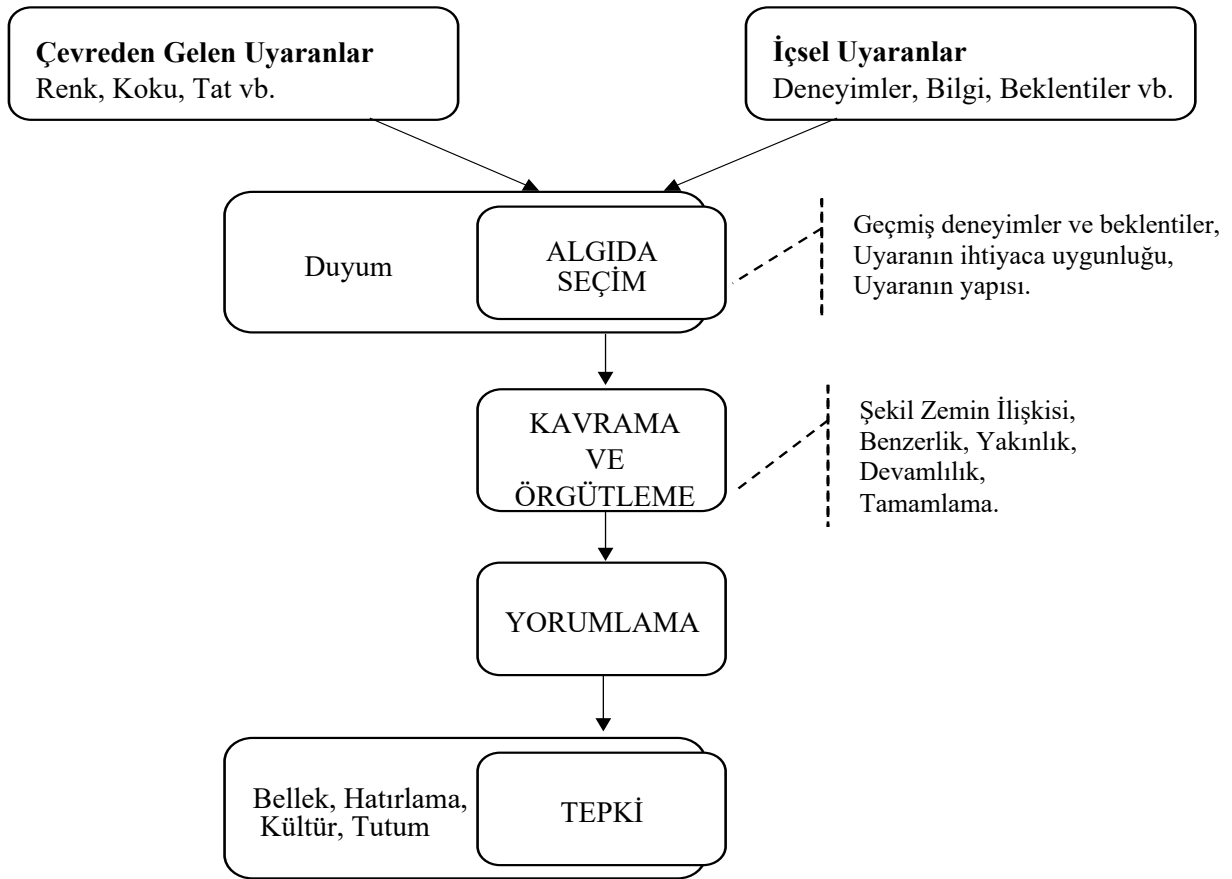 Çevreden Gelen Uyaranlar
Renk, Koku, Tat vb.
İçsel Uyaranlar
Deneyimler, Bilgi, Beklentiler vb.
Duyum
ALGIDA
SEÇİM
Geçmiş deneyimler ve beklentiler,
Uyaranın ihtiyaca uygunluğu,
Uyaranın yapısı.
KAVRAMA
VE
ÖRGÜTLEME
Şekil Zemin İlişkisi,
Benzerlik, Yakınlık,
Devamlılık,
Tamamlama.
YORUMLAMA
Bellek, Hatırlama,
Kültür, Tutum
TEPKİ